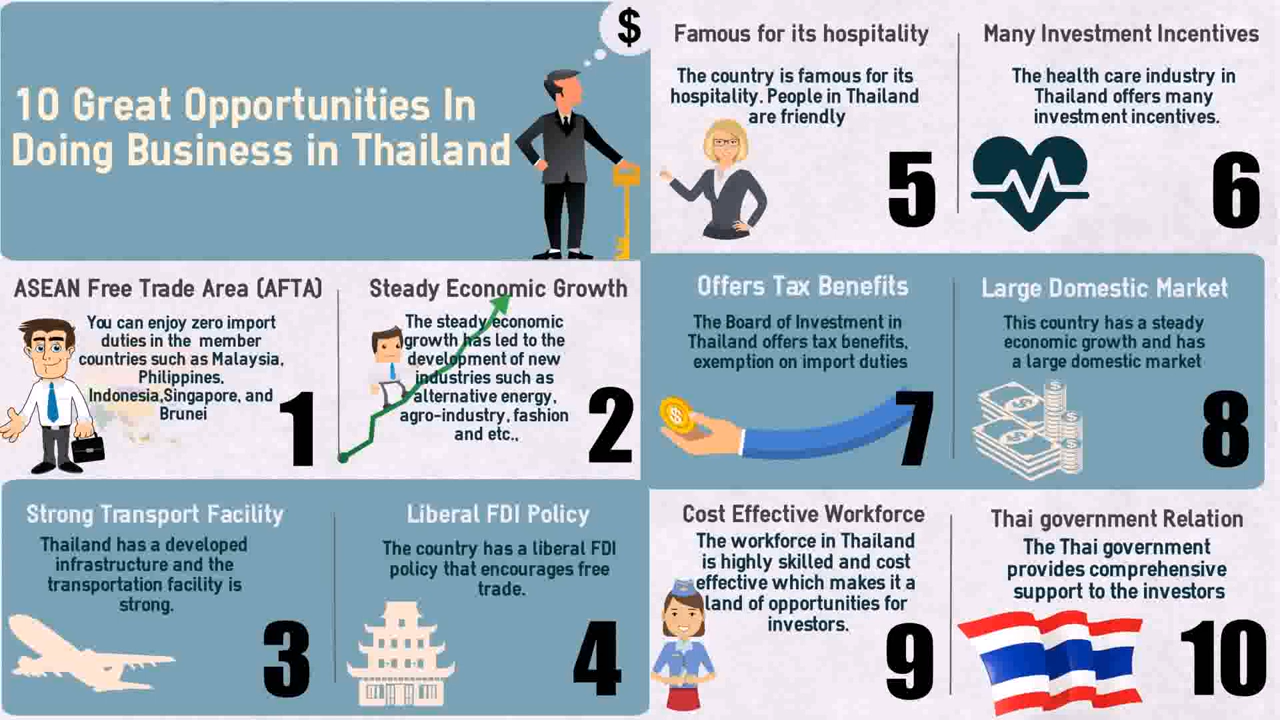 $
10 Great Opportunities In
Doing Business in Thailand
ASEAN Free Trade Area (AFTA)
You can enjoy zero import
duties in the member
countries such as Malaysia,
Philippines,
Indonesia,Singapore, and
Brunei
1
Steady Economic Growth
The steady economic
growth has led to the
development of new
industries such as
alternative energy,
agro-industry, fashion
and etc.,
2
Strong Transport Facility
Thailand has a developed
infrastructure and the
transportation facility is
strong.
3
Liberal FDI Policy
The country has a liberal FDI
policy that encourages free
trade.
4
Famous for its hospitality
The country is famous for its
hospitality. People in Thailand
are friendly
5
Many Investment Incentives
The health care industry in
Thailand offers many
investment incentives.
6
Offers Tax Benefits
The Board of Investment in
Thailand offers tax benefits,
exemption on import duties
$
7
Large Domestic Market
This country has a steady
economic growth and has
a large domestic market
8
Cost Effective Workforce
The workforce in Thailand
is highly skilled and cost
effective which makes it a
land of opportunities for
investors.
9
Thai government Relation
The Thai government
provides comprehensive
support to the investors
10